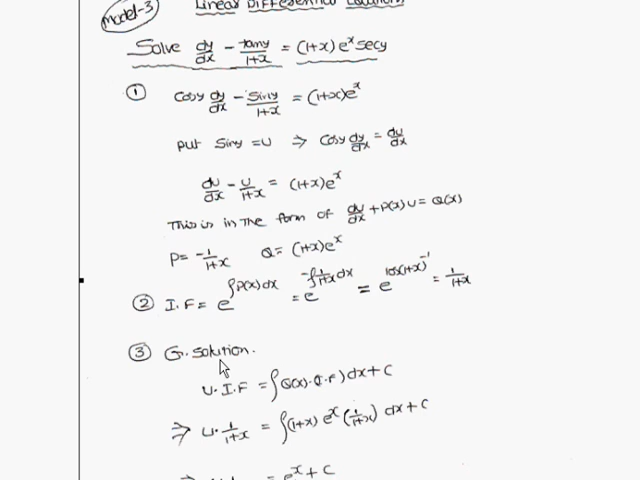 Model-3 Linear Differential Equations
Solve dy/dx - tany/1+x = (1+x) e^x secy
① Cosy dy/dx - Siny/1+x = (1+x)e^x
put Siny = U ⇒ Cosy dy/dx = du/dx
du/dx - U/1+x = (1+x)e^x
This is in the form of du/dx + P(x) U = Q(x)
P = -1/1+x Q = (1+x)e^x
② I.F = e^∫P(x)dx = e^-∫1/1+x dx = e^log(1+x)^-1 = 1/1+x
③ G. Solution.
U. I.F = ∫Q(x). (I.F) dx + C
⇒ U. 1/1+x = ∫(1+x) e^x (1/1+x) dx + C
= e^x + C